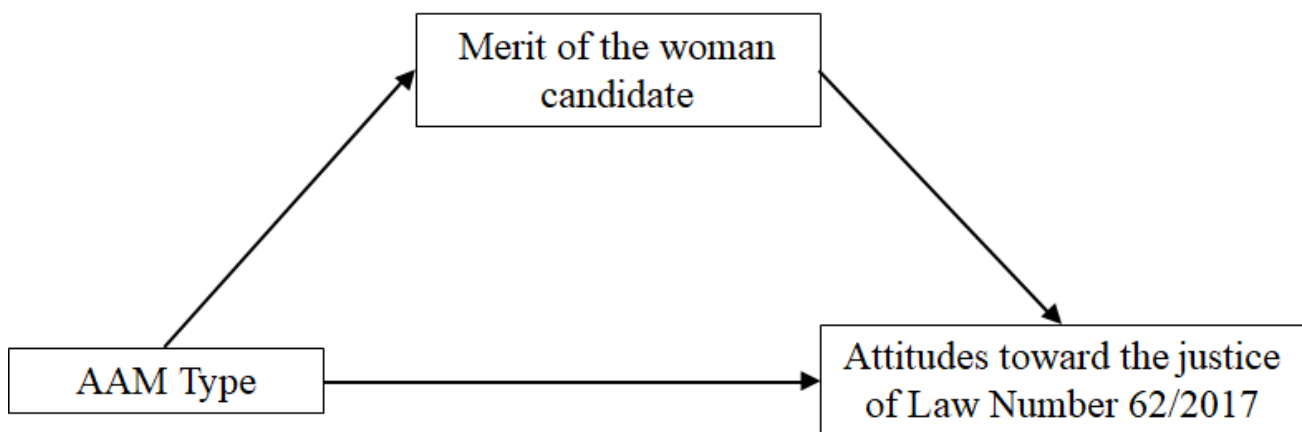 Merit of the woman
candidate
AAM Type
Attitudes toward the justice
of Law Number 62/2017